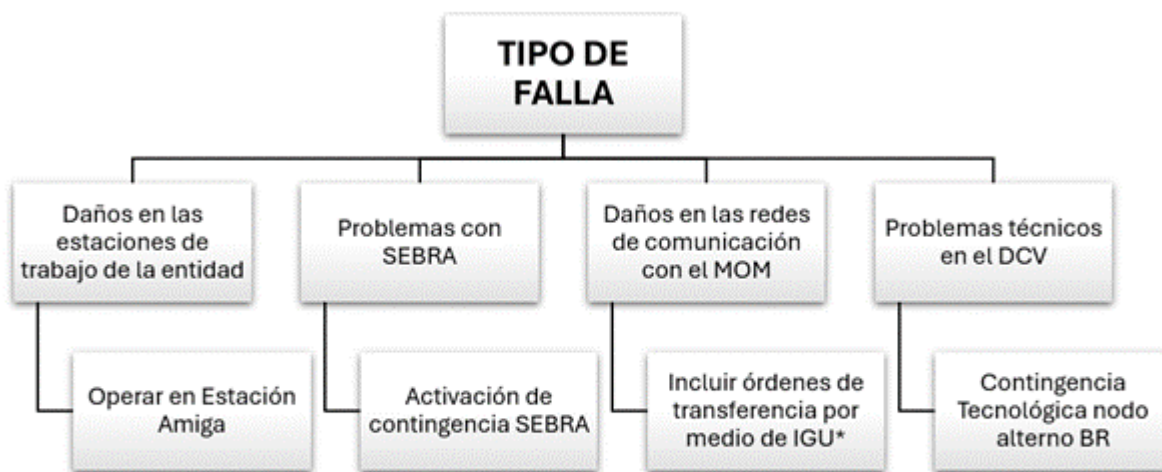 TIPO DE
FALLA
Daños en las
estaciones de
trabajo de la entidad
Problemas con
SEBRA
Daños en las redes
de comunicación
con el MOM
Problemas técnicos
en el DCV
Operar en Estación
Amiga
Activación de
contingencia SEBRA
Incluir órdenes de
transferencia por
medio de IGU*
Contingencia
Tecnológica nodo
alterno BR